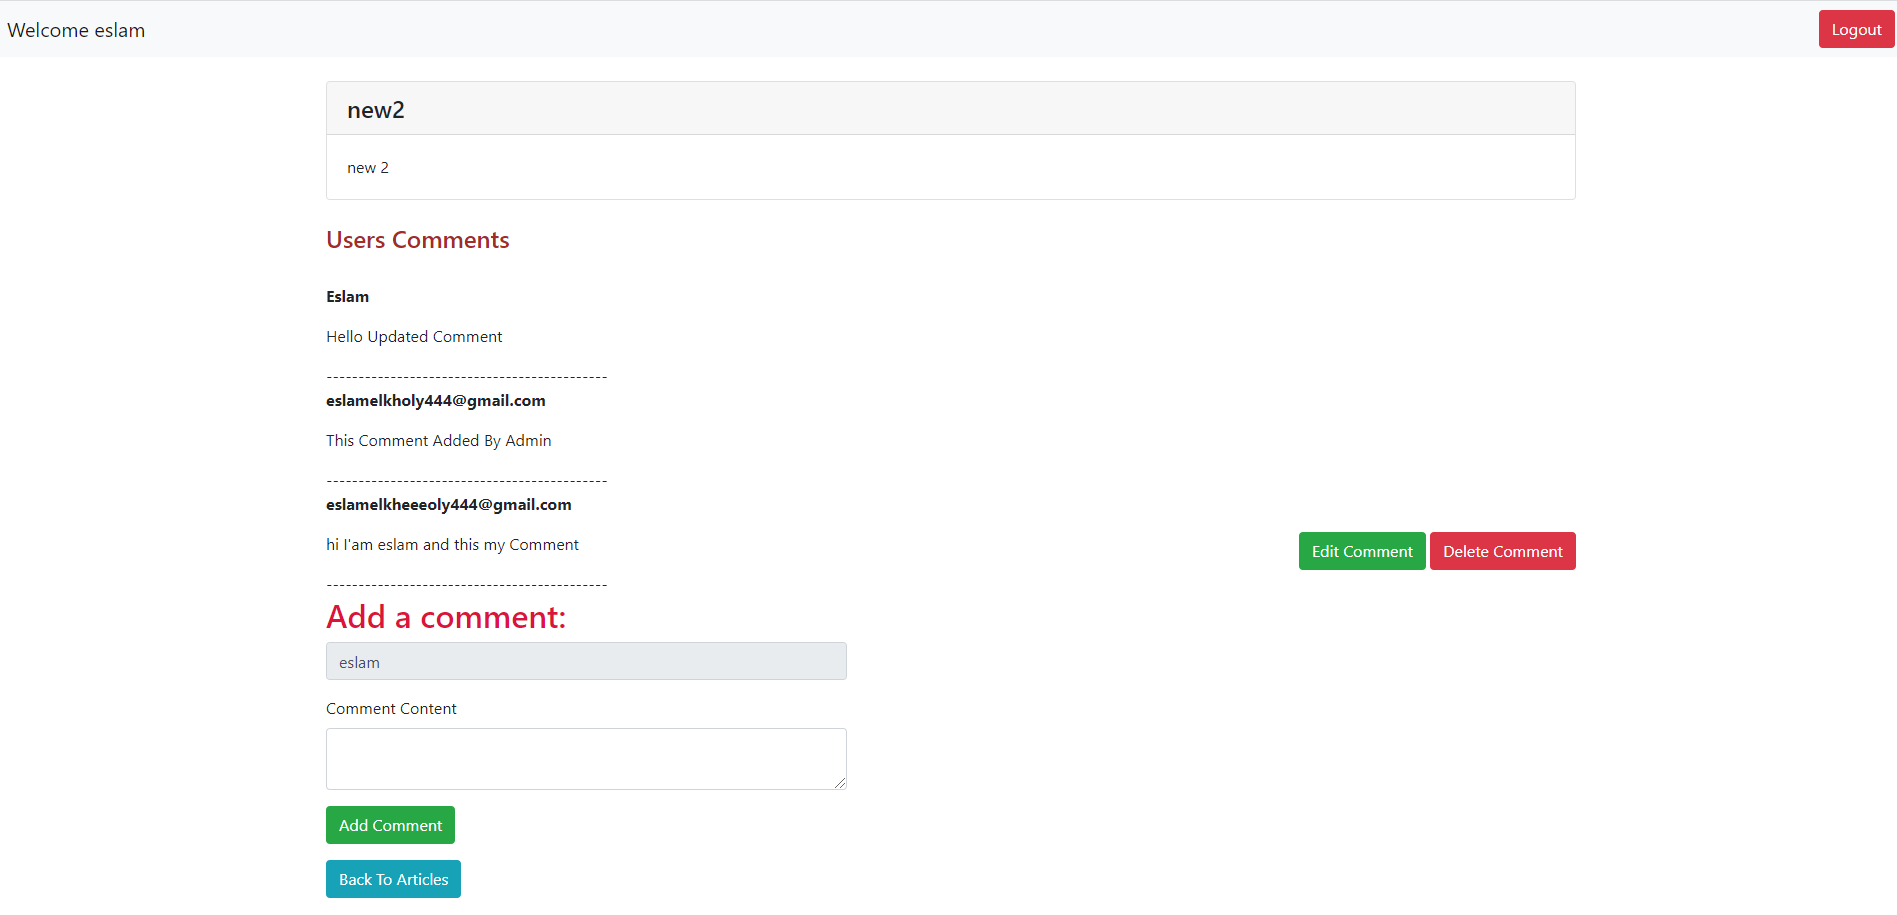 Welcome eslam
Logout
new2
new 2
Users Comments
Eslam
Hello Updated Comment
--------------------------------------------
eslamelkholy444@gmail.com
This Comment Added By Admin
--------------------------------------------
eslamelkheeeoly444@gmail.com
hi I'am eslam and this my Comment
Edit Comment Delete Comment
--------------------------------------------
Add a comment:
eslam
Comment Content
Add Comment
Back To Articles